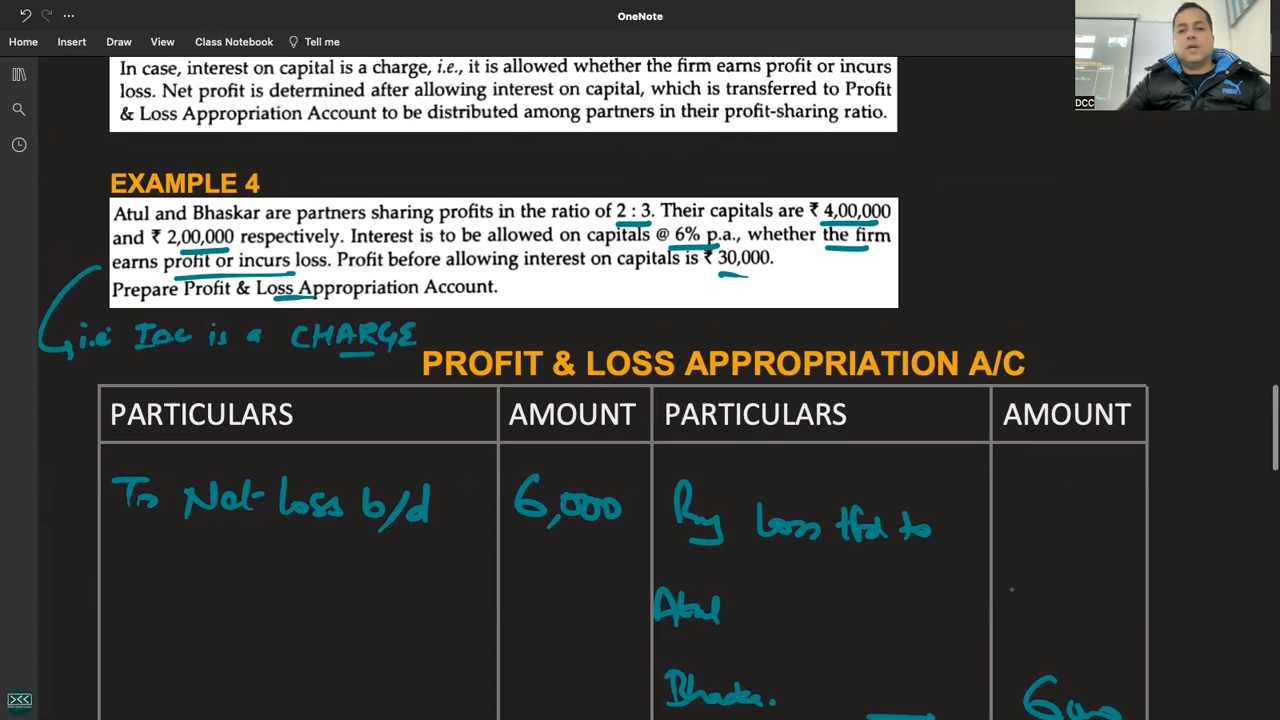 OneNote
Home Insert Draw View Class Notebook Tell me
DCC
In case, interest on capital is a charge, i.e., it is allowed whether the firm earns profit or incurs
loss. Net profit is determined after allowing interest on capital, which is transferred to Profit
& Loss Appropriation Account to be distributed among partners in their profit-sharing ratio.
EXAMPLE 4
Atul and Bhaskar are partners sharing profits in the ratio of 2 : 3. Their capitals are ₹ 4,00,000
and ₹ 2,00,000 respectively. Interest is to be allowed on capitals @ 6% p.a., whether the firm
earns profit or incurs loss. Profit before allowing interest on capitals is ₹ 30,000.
Prepare Profit & Loss Appropriation Account.
i.e IOC is a CHARGE
PROFIT & LOSS APPROPRIATION A/C
PARTICULARS AMOUNT PARTICULARS AMOUNT
To Net Loss b/d 6,000 By Loss tfd to
Atul
Bhaskar. 6,000